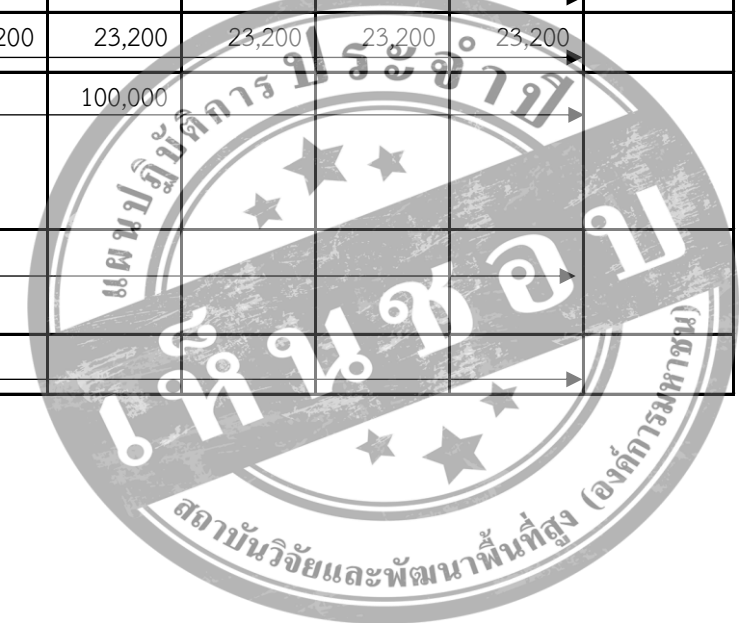 200 23,200 23,200 23,200 23,200
100,000
แผนปฏิบัติการ ประจำปี
เห็นชอบ
สถาบันวิจัยและพัฒนาพื้นที่สูง (องค์การมหาชน)